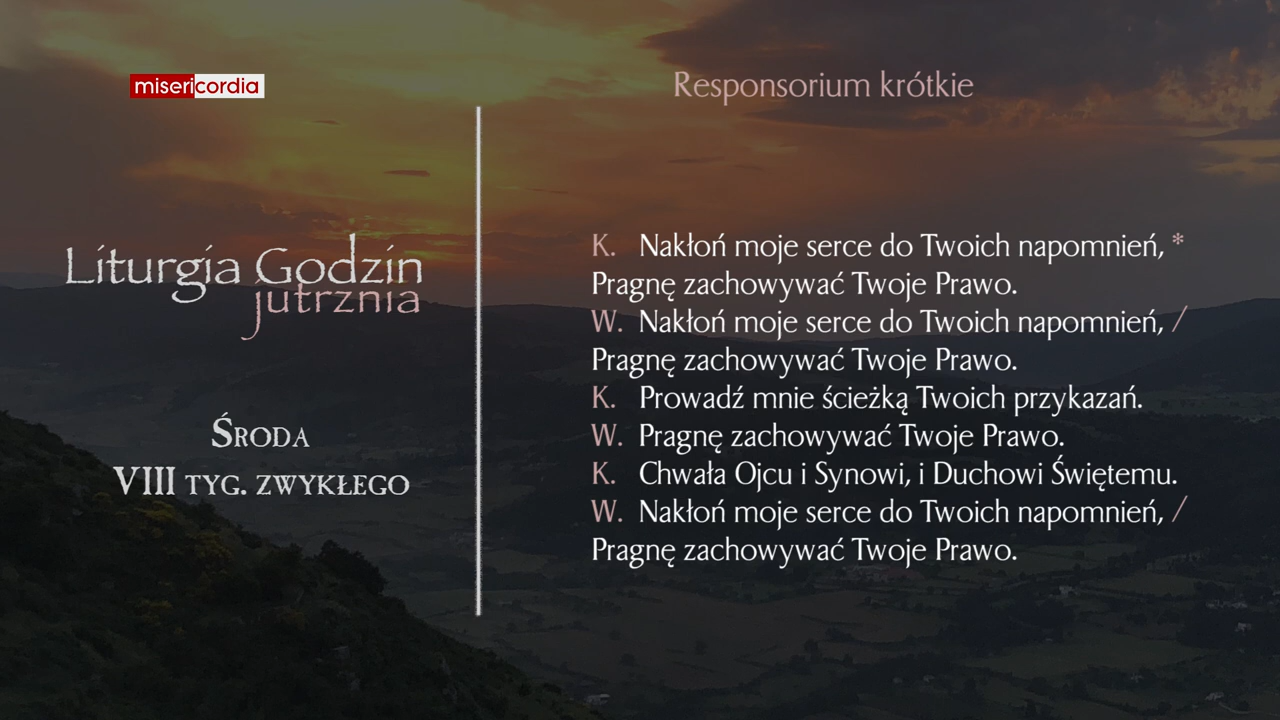 misericordia
Liturgia Godzin
jutrznia
Środa
VIII tyg. zwykłego
Responsorium krótkie
K. Nakłoń moje serce do Twoich napomnień, *
Pragnę zachowywać Twoje Prawo.
W. Nakłoń moje serce do Twoich napomnień, /
Pragnę zachowywać Twoje Prawo.
K. Prowadź mnie ścieżką Twoich przykazań.
W. Pragnę zachowywać Twoje Prawo.
K. Chwała Ojcu i Synowi, i Duchowi Świętemu.
W. Nakłoń moje serce do Twoich napomnień, /
Pragnę zachowywać Twoje Prawo.